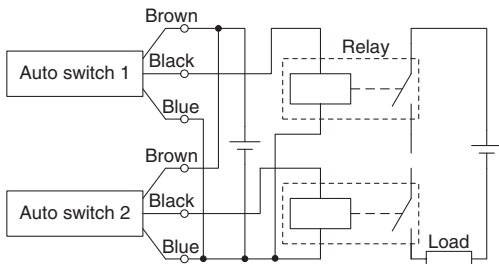 Brown
Auto switch 1
Black
Blue
Relay
Brown
Auto switch 2
Black
Blue
Load